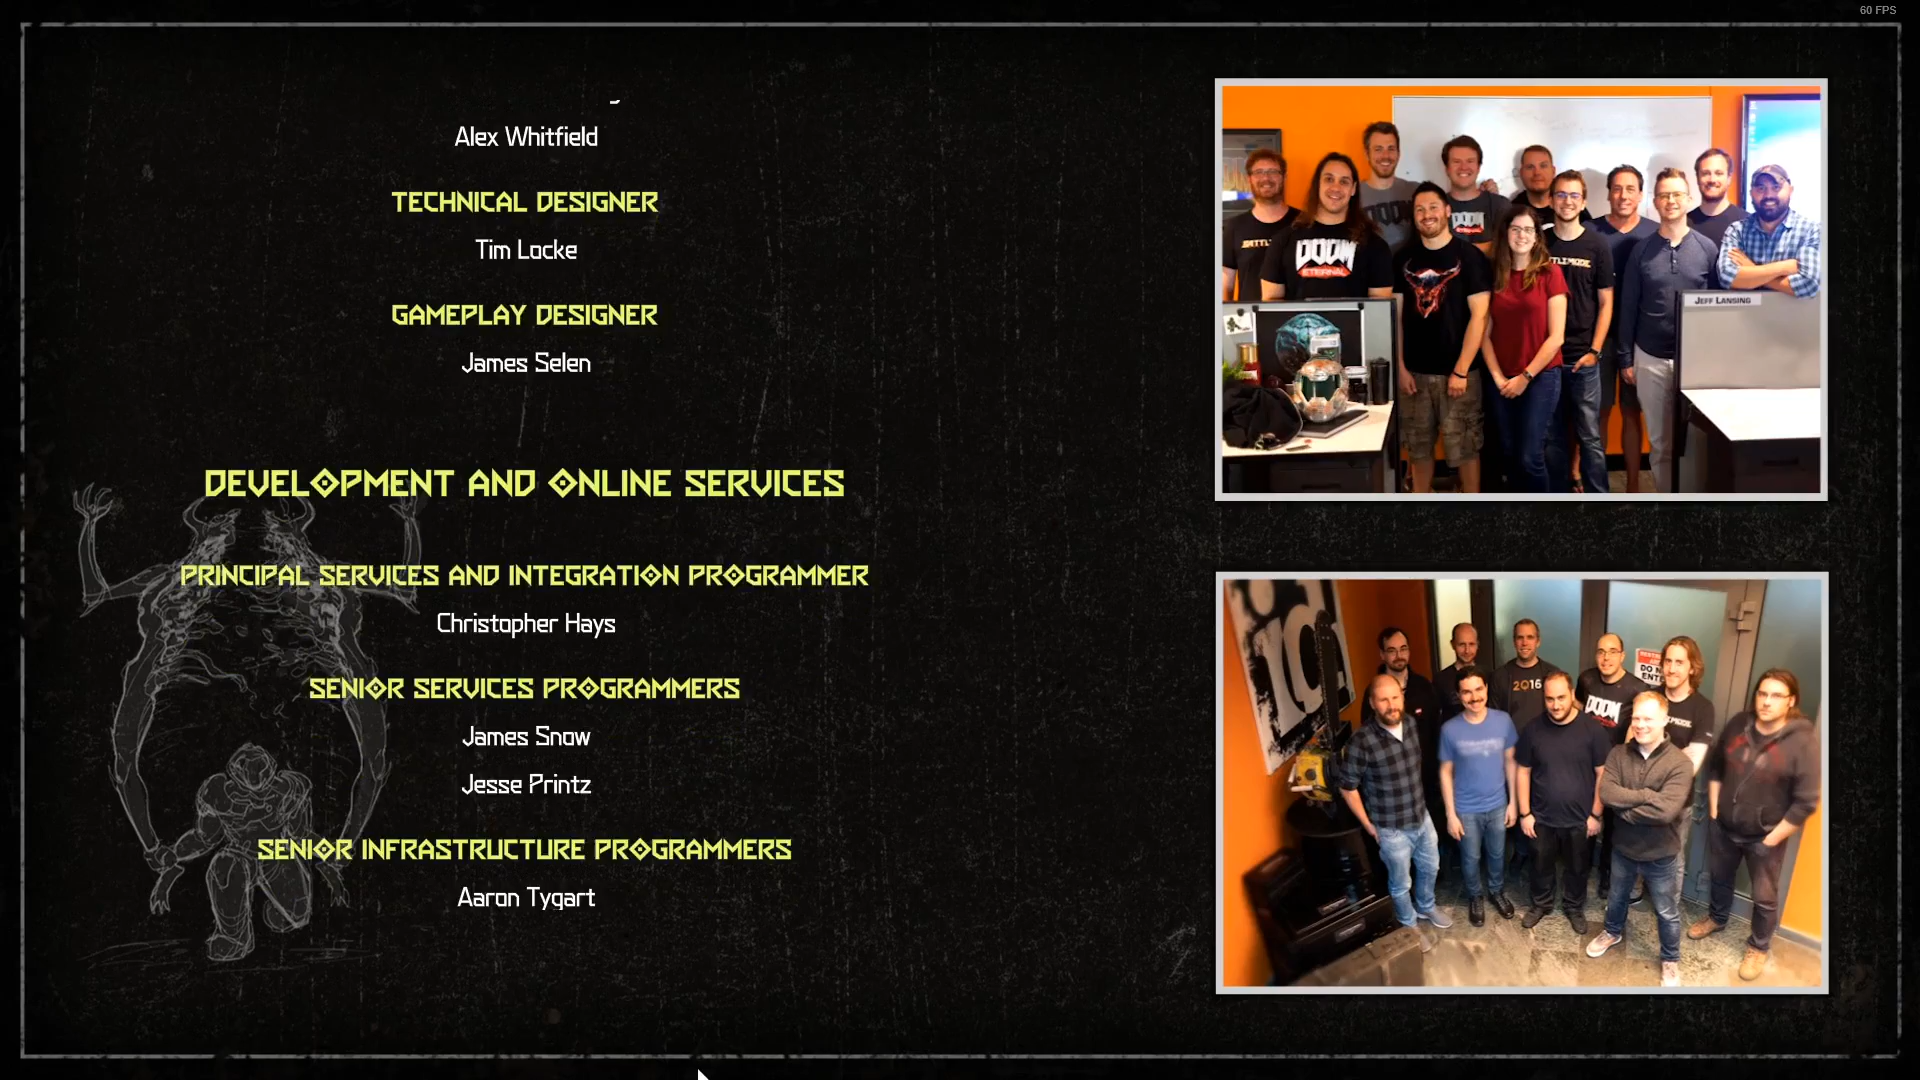 60 FPS
Alex Whitfield
TECHNICAL DESIGNER
Tim Locke
GAMEPLAY DESIGNER
James Selen
DEVELOPMENT AND ONLINE SERVICES
PRINCIPAL SERVICES AND INTEGRATION PROGRAMMER
Christopher Hays
SENIOR SERVICES PROGRAMMERS
James Snow
Jesse Printz
SENIOR INFRASTRUCTURE PROGRAMMERS
Aaron Tygart
DOOM
DOOM
ETERNAL
JEFF LANSING
id
2016
DOOM